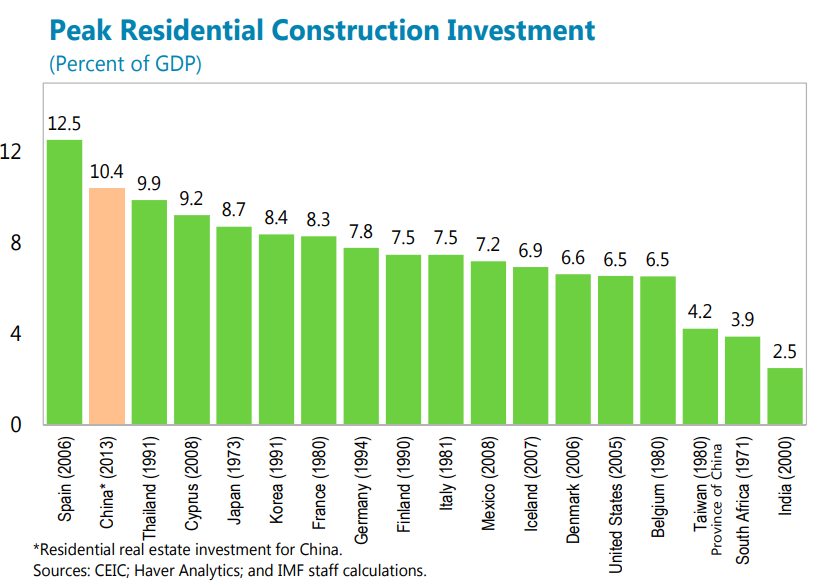 Peak Residential Construction Investment
(Percent of GDP)
12
8
4
0
12.5
10.4
9.9
9.2
8.7
8.4
8.3
7.8
7.5
7.5
7.2
6.9
6.6
6.5
6.5
4.2
3.9
2.5
Spain (2006)
China* (2013)
Thailand (1991)
Cyprus (2008)
Japan (1973)
Korea (1991)
France (1980)
Germany (1994)
Finland (1990)
Italy (1981)
Mexico (2008)
Iceland (2007)
Denmark (2006)
United States (2005)
Belgium (1980)
Taiwan (1980)
Province of China
South Africa (1971)
India (2000)
*Residential real estate investment for China.
Sources: CEIC; Haver Analytics; and IMF staff calculations.